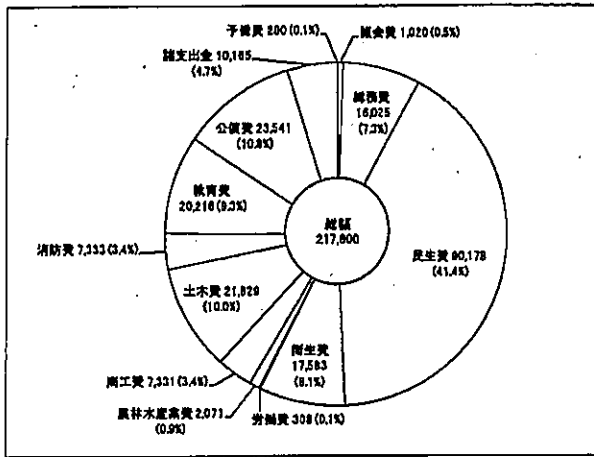 予備費 200 (0.1%)
議会費 1,020 (0.5%)
諸支出金 10,165
(4.7%)
総務費
16,025
(7.3%)
公債費 23,541
(10.8%)
教育費
20,216 (9.3%)
総額
217,800
民生費 90,178
(41.4%)
消防費 7,333 (3.4%)
土木費 21,829
(10.0%)
衛生費
17,583
(8.1%)
商工費 7,331 (3.4%)
農林水産業費 2,071
(0.9%)
労働費 308 (0.1%)